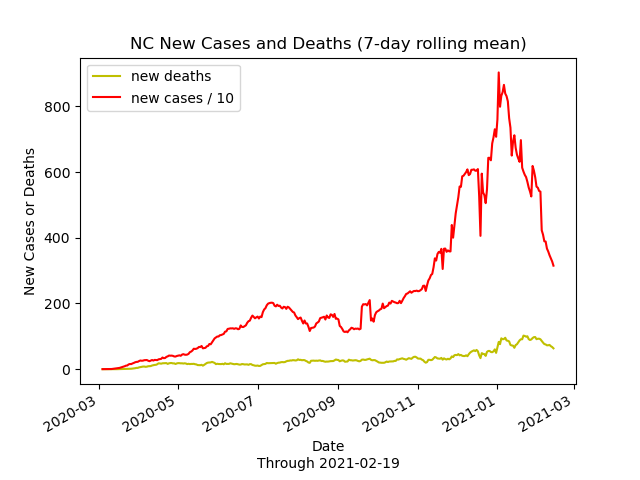 NC New Cases and Deaths (7-day rolling mean)
new deaths
new cases / 10
800
600
400
200
0
New Cases or Deaths
2020-03
2020-05
2020-07
2020-09
2020-11
2021-01
2021-03
Date
Through 2021-02-19